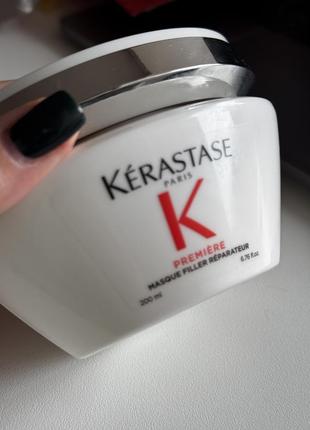 KÉRASTASE
PARIS
K
PREMIÈRE
MASQUE FILLER RÉPARATEUR
200 ml 6.76 fl.oz